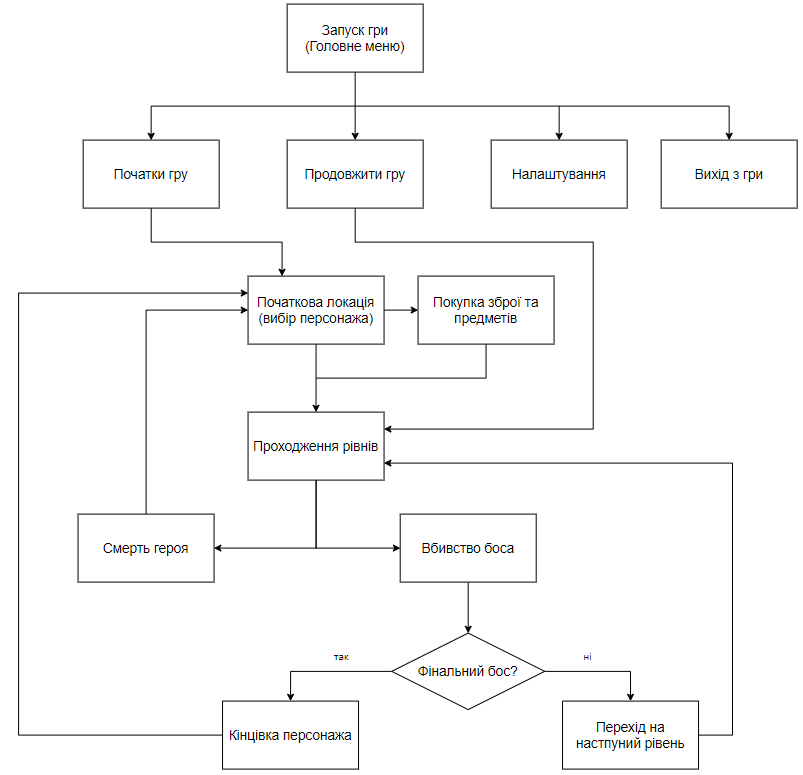 Запуск гри
(Головне меню)
Початки гру
Продовжити гру
Налаштування
Вихід з гри
Початкова локація
(вибір персонажа)
Покупка зброї та
предметів
Проходження рівнів
Смерть героя
Вбивство боса
так
Фінальний бос?
ні
Кінцівка персонажа
Перехід на
настпуний рівень